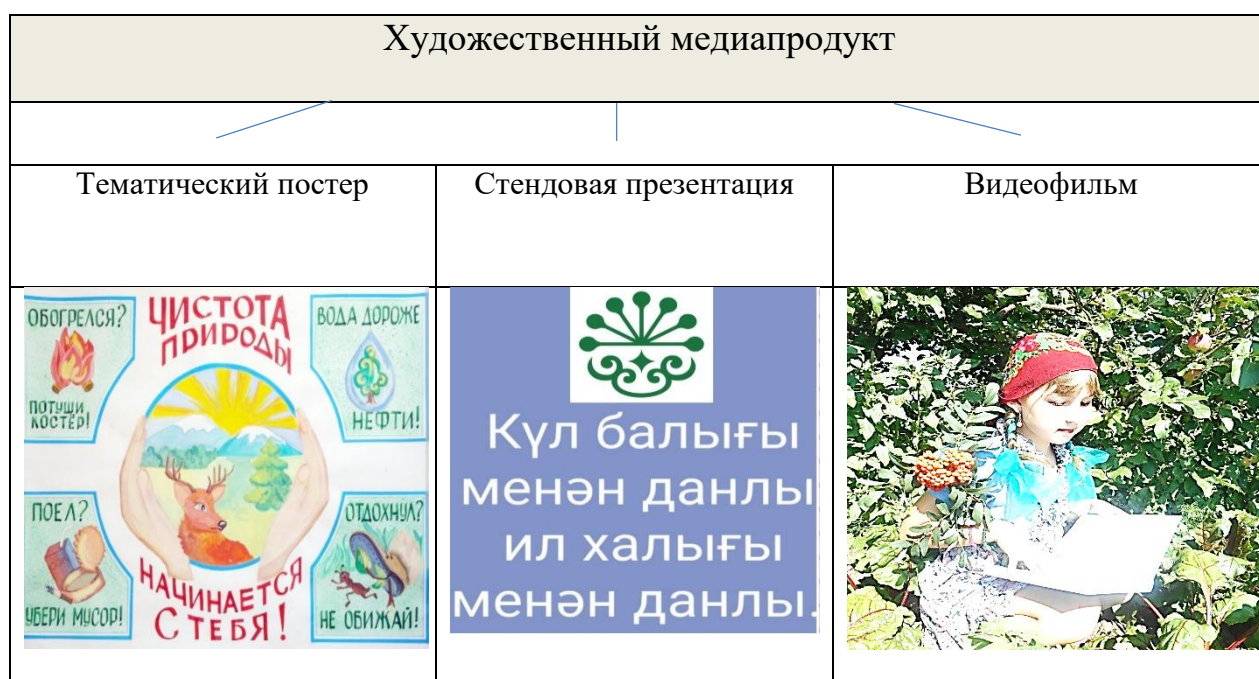 Художественный медиапродукт
Тематический постер
Стендовая презентация
Видеофильм
ОБОГРЕЛСЯ?
ПОТУШИ
КОСТЁР!
ЧИСТОТА
ПРИРОДЫ
ВОДА ДОРОЖЕ
НЕФТИ!
ПОЕЛ?
УБЕРИ МУСОР!
НАЧИНАЕТСЯ
С ТЕБЯ!
ОТДОХНУЛ?
НЕ ОБИЖАЙ!
Күл балығы
менән данлы
ил халығы
менән данлы.